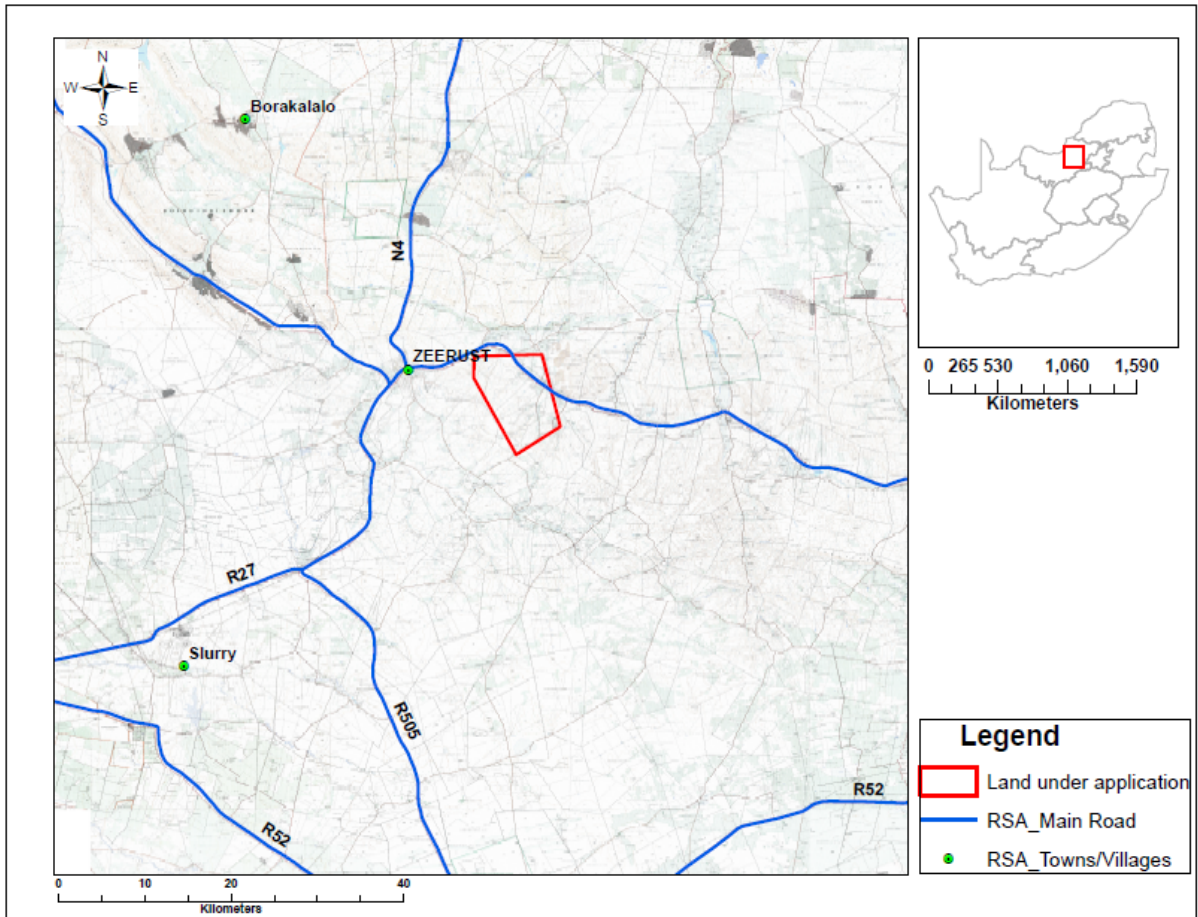 N
W E
S
Borakalalo
N4
ZEERUST
R27
Slurry
R505
R52
R52
0 10 20 40
Kilometers
0 265 530 1,060 1,590
Kilometers
Legend
Land under application
RSA_Main Road
RSA_Towns/Villages